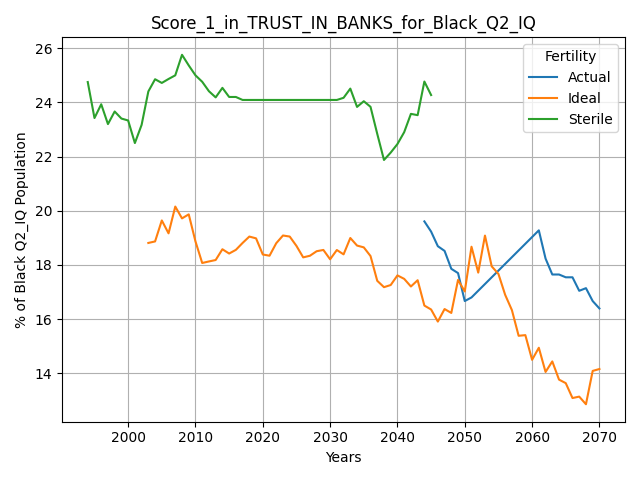 Score_1_in_TRUST_IN_BANKS_for_Black_Q2_IQ
% of Black Q2_IQ Population
26
24
22
20
18
16
14
Fertility
Actual
Ideal
Sterile
2000 2010 2020 2030 2040 2050 2060 2070
Years